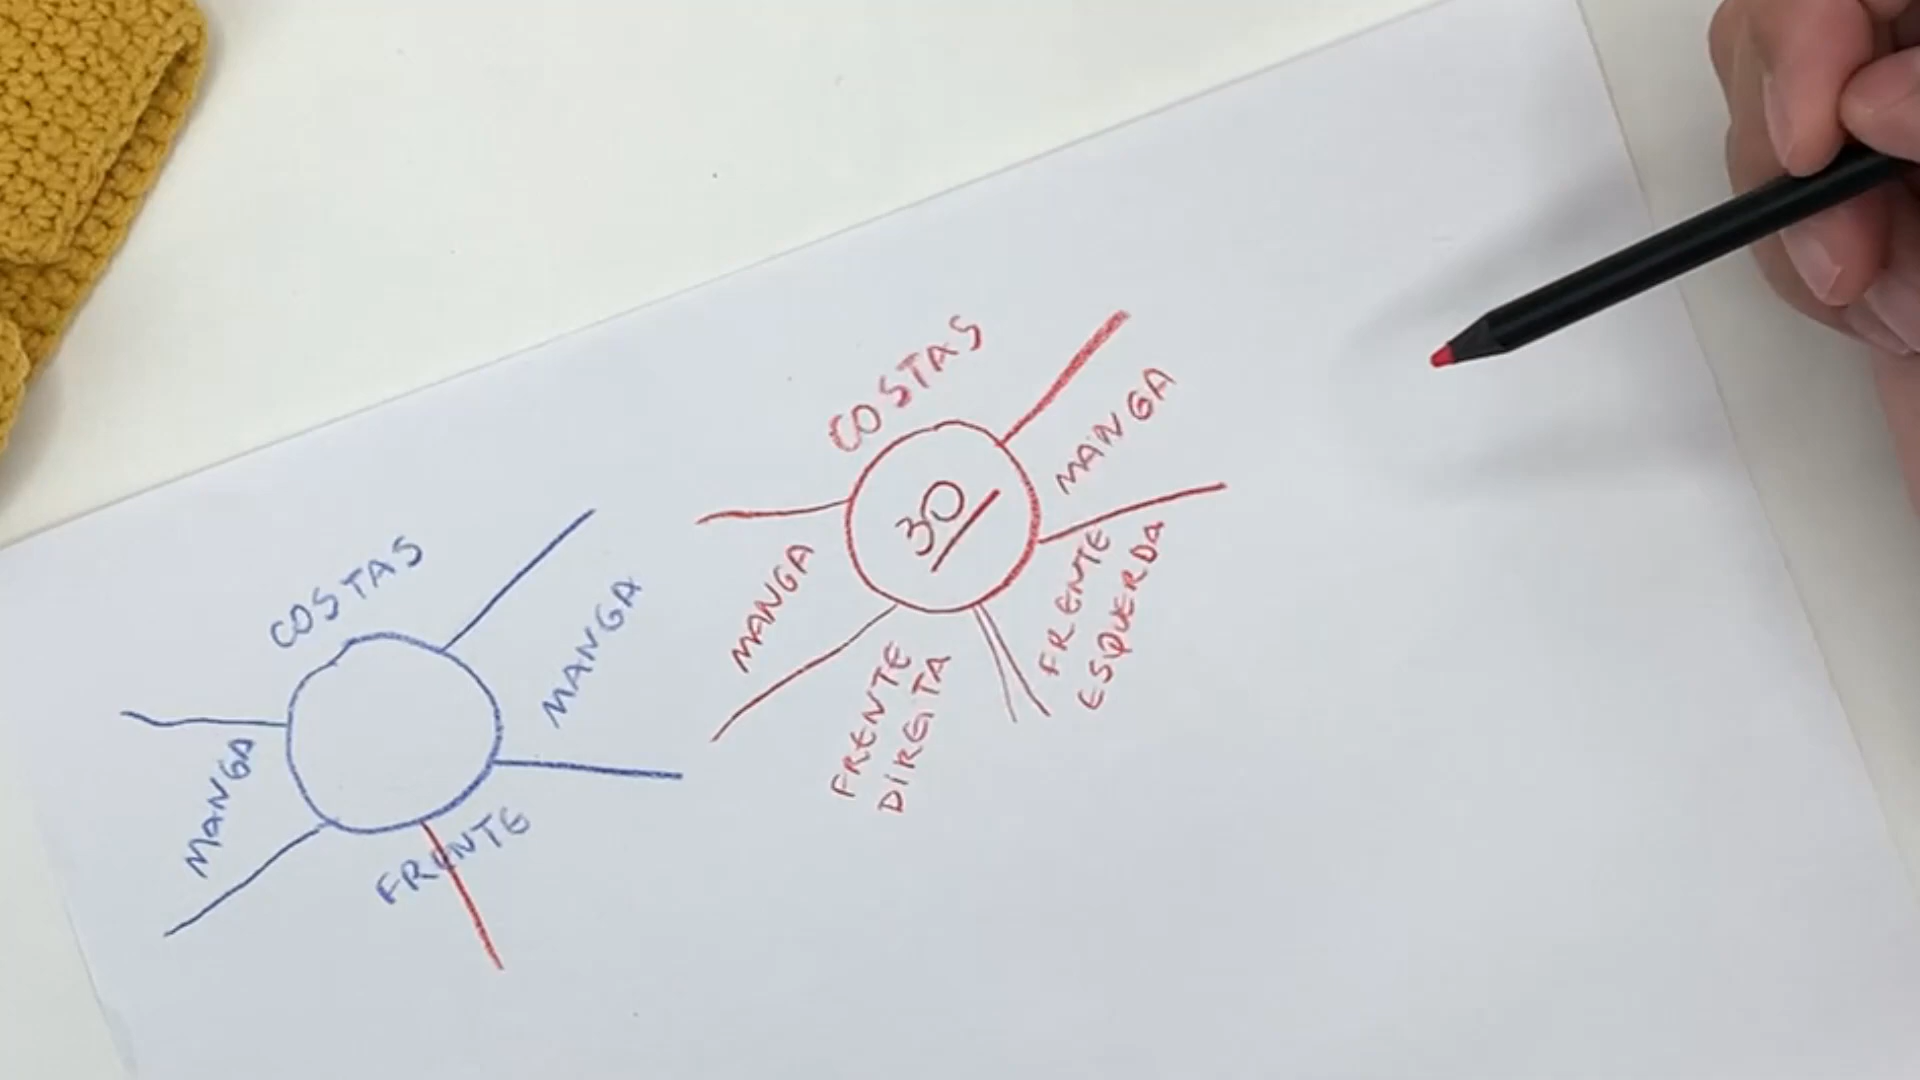 COSTAS
MANGA
MANGA
FRENTE
COSTAS
MANGA
30
MANGA
FRENTE
DIREITA
FRENTE
ESQUERDA